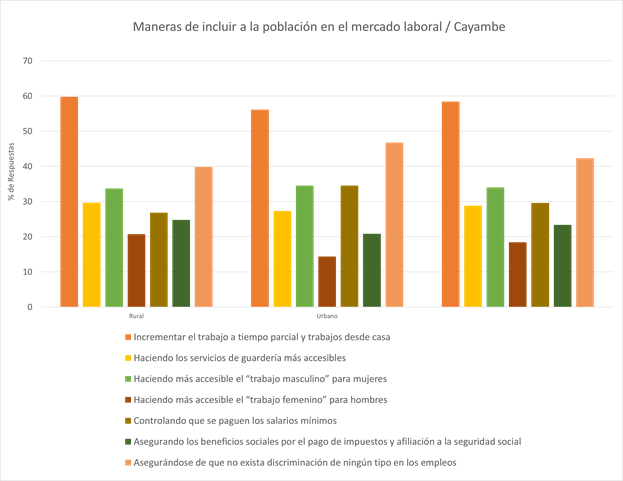 Maneras de incluir a la población en el mercado laboral / Cayambe
70
60
50
40
30
20
10
0
% de Respuestas
Rural
Urbano
Incrementar el trabajo a tiempo parcial y trabajos desde casa
Haciendo los servicios de guardería más accesibles
Haciendo más accesible el “trabajo masculino” para mujeres
Haciendo más accesible el “trabajo femenino” para hombres
Controlando que se paguen los salarios mínimos
Asegurando los beneficios sociales por el pago de impuestos y afiliación a la seguridad social
Asegurándose de que no exista discriminación de ningún tipo en los empleos